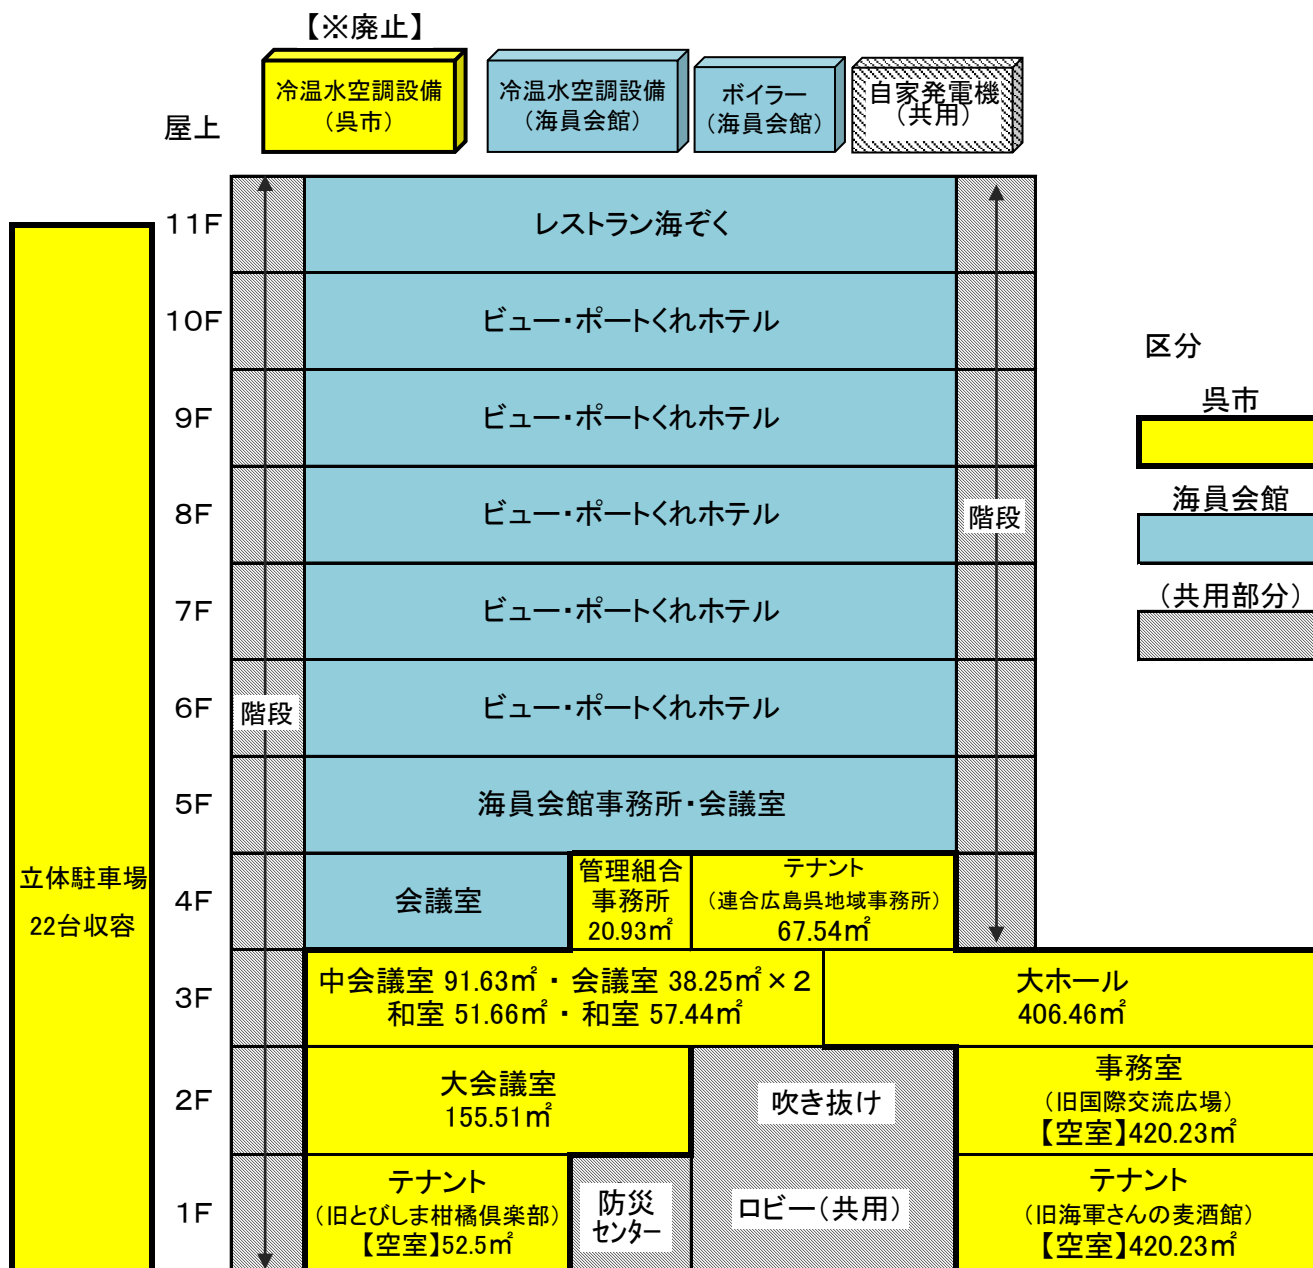 【※廃止】
冷温水空調設備
（呉市）
冷温水空調設備
（海員会館）
ボイラー
（海員会館）
自家発電機
（共用）
屋上
11F
レストラン海ぞく
10F
ビュー・ポートくれホテル
区分
呉市
9F
ビュー・ポートくれホテル
海員会館
8F
ビュー・ポートくれホテル
階段
（共用部分）
7F
ビュー・ポートくれホテル
6F
階段
ビュー・ポートくれホテル
5F
海員会館事務所・会議室
立体駐車場
22台収容
4F
会議室
管理組合
事務所
20.93㎡
テナント
（連合広島県地域事務所）
67.54㎡
3F
中会議室 91.63㎡ ・ 会議室 38.25㎡×２
和室 51.66㎡ ・ 和室 57.44㎡
大ホール
406.46㎡
2F
大会議室
155.51㎡
吹き抜け
事務室
（旧国際交流広場）
【空室】420.23㎡
1F
テナント
（旧とびしま柑橘倶楽部）
【空室】52.5㎡
防災
センター
ロビー（共用）
テナント
（旧海軍さんの麦酒館）
【空室】420.23㎡